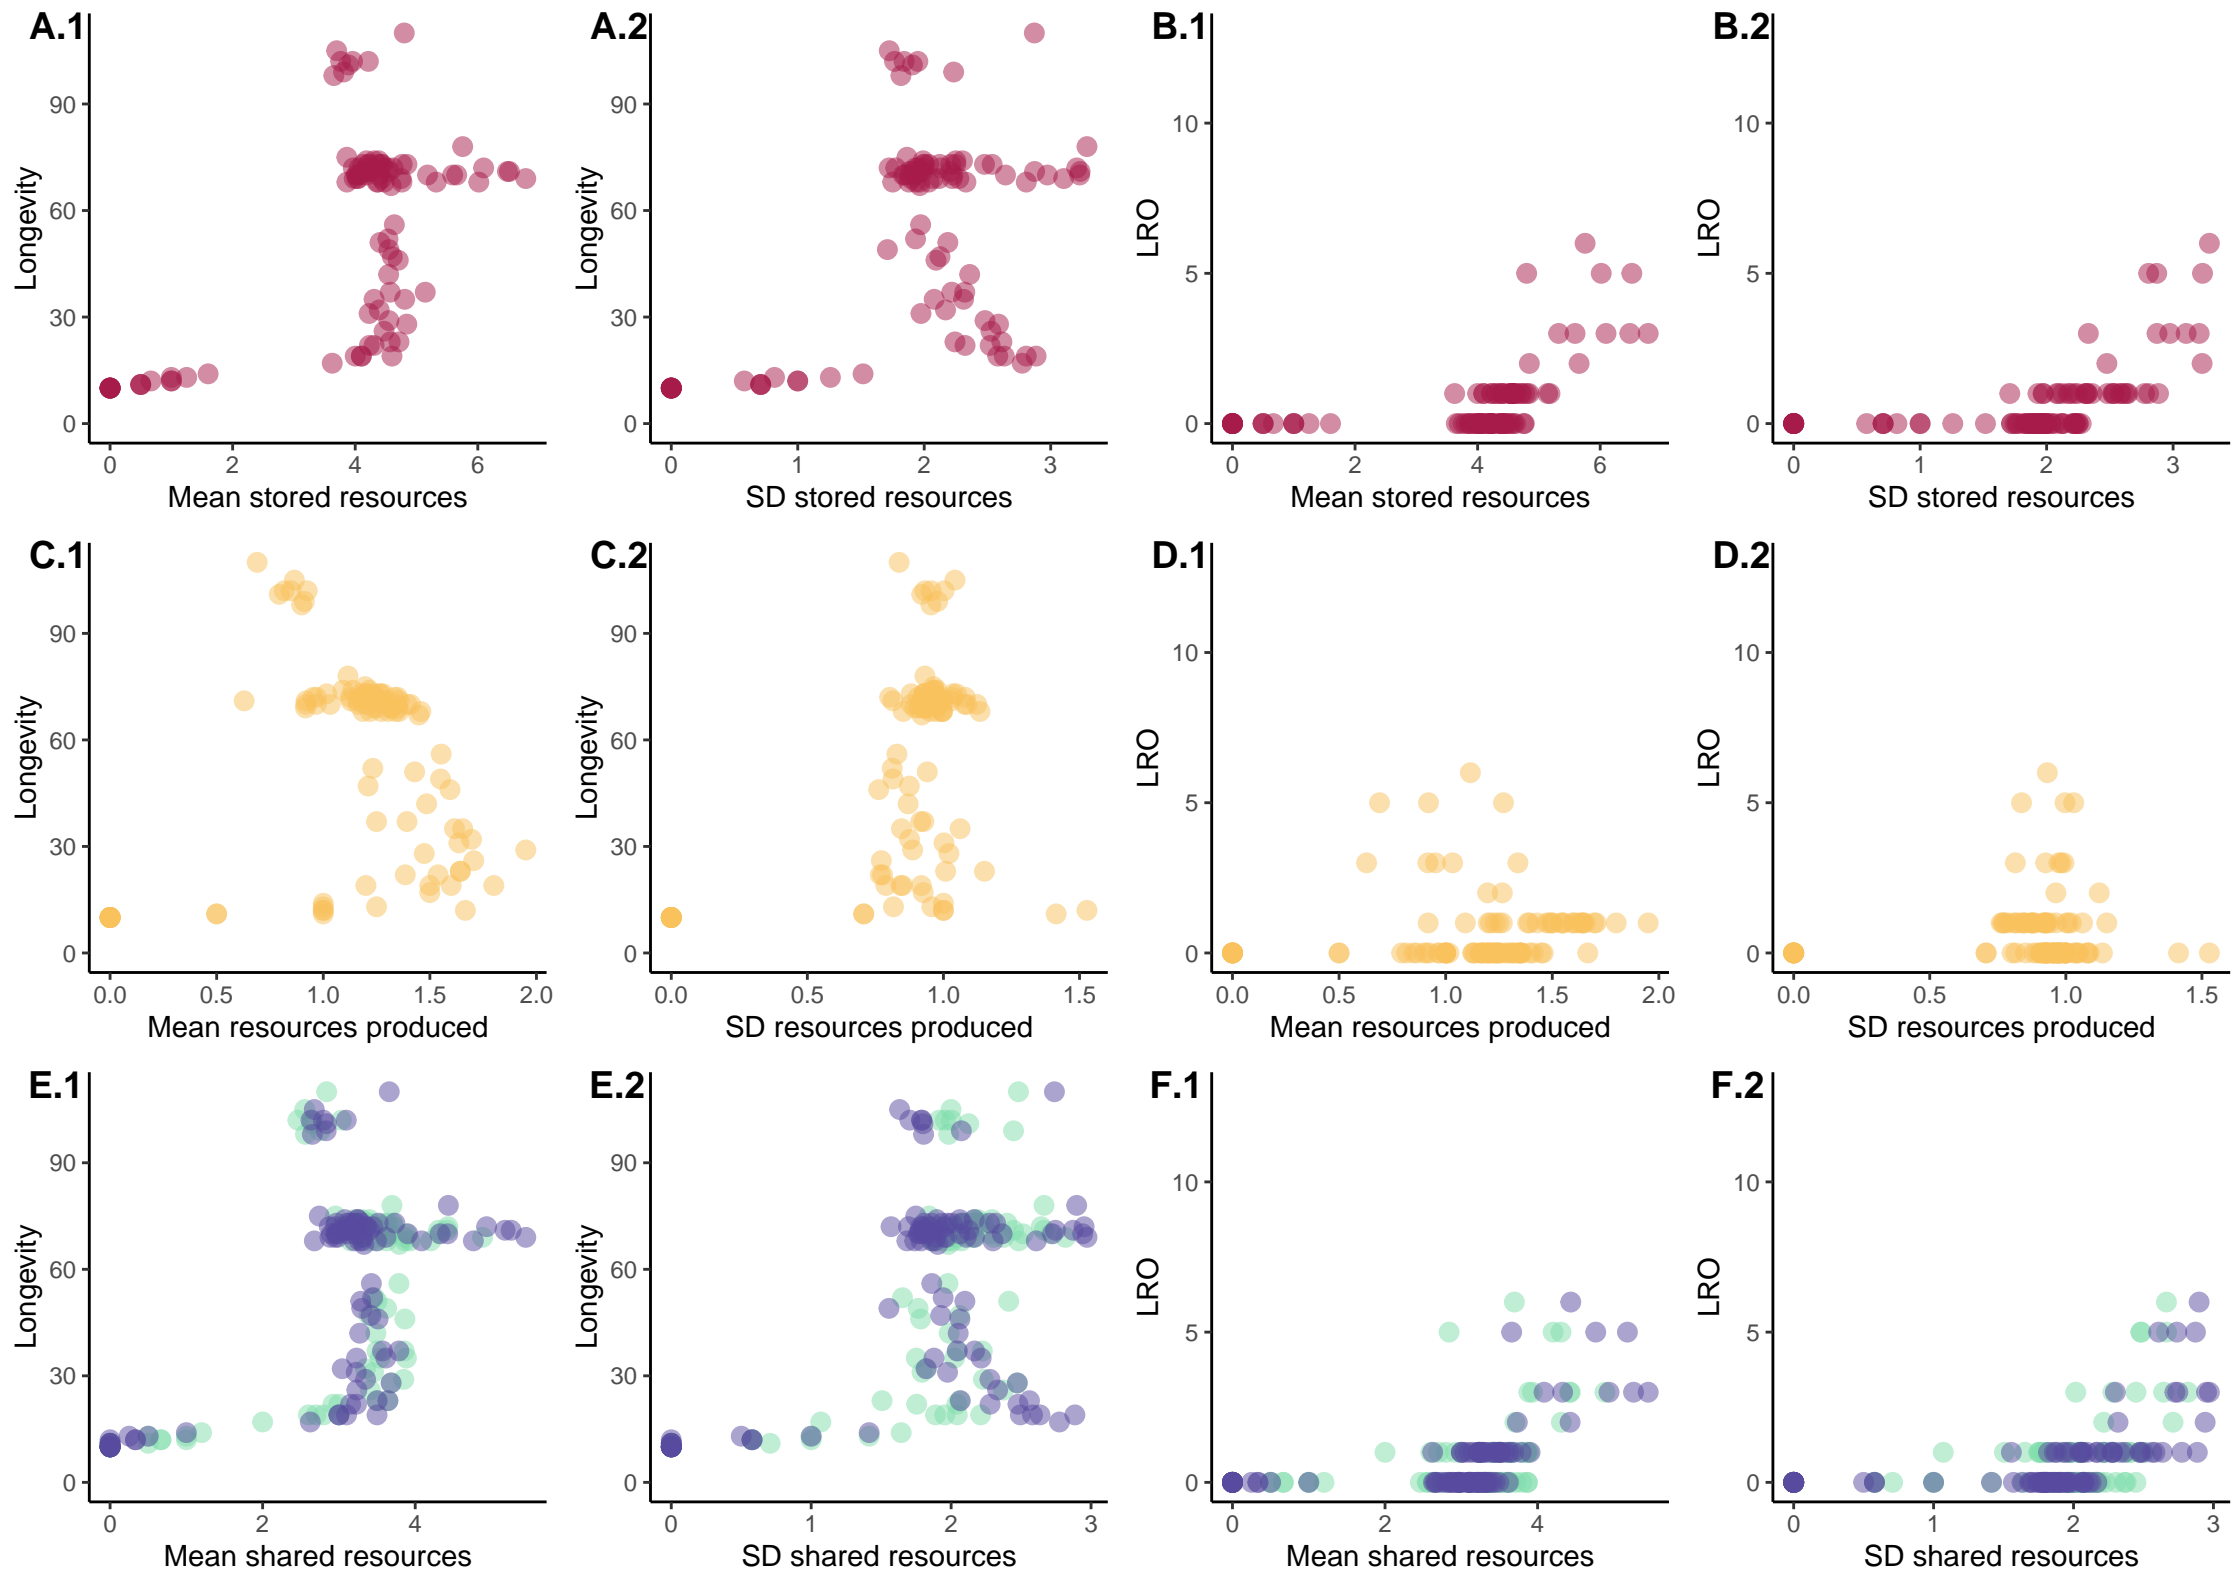 A.1 A.2 B.1 B.2
Longevity
90
60
30
0
0 2 4 6
Mean stored resources
Longevity
90
60
30
0
0 1 2 3
SD stored resources
LRO
10
5
0
0 2 4 6
Mean stored resources
LRO
10
5
0
0 1 2 3
SD stored resources
C.1 C.2 D.1 D.2
Longevity
90
60
30
0
0.0 0.5 1.0 1.5 2.0
Mean resources produced
Longevity
90
60
30
0
0.0 0.5 1.0 1.5
SD resources produced
LRO
10
5
0
0.0 0.5 1.0 1.5 2.0
Mean resources produced
LRO
10
5
0
0.0 0.5 1.0 1.5
SD resources produced
E.1 E.2 F.1 F.2
Longevity
90
60
30
0
0 2 4
Mean shared resources
Longevity
90
60
30
0
0 1 2 3
SD shared resources
LRO
10
5
0
0 2 4
Mean shared resources
LRO
10
5
0
0 1 2 3
SD shared resources